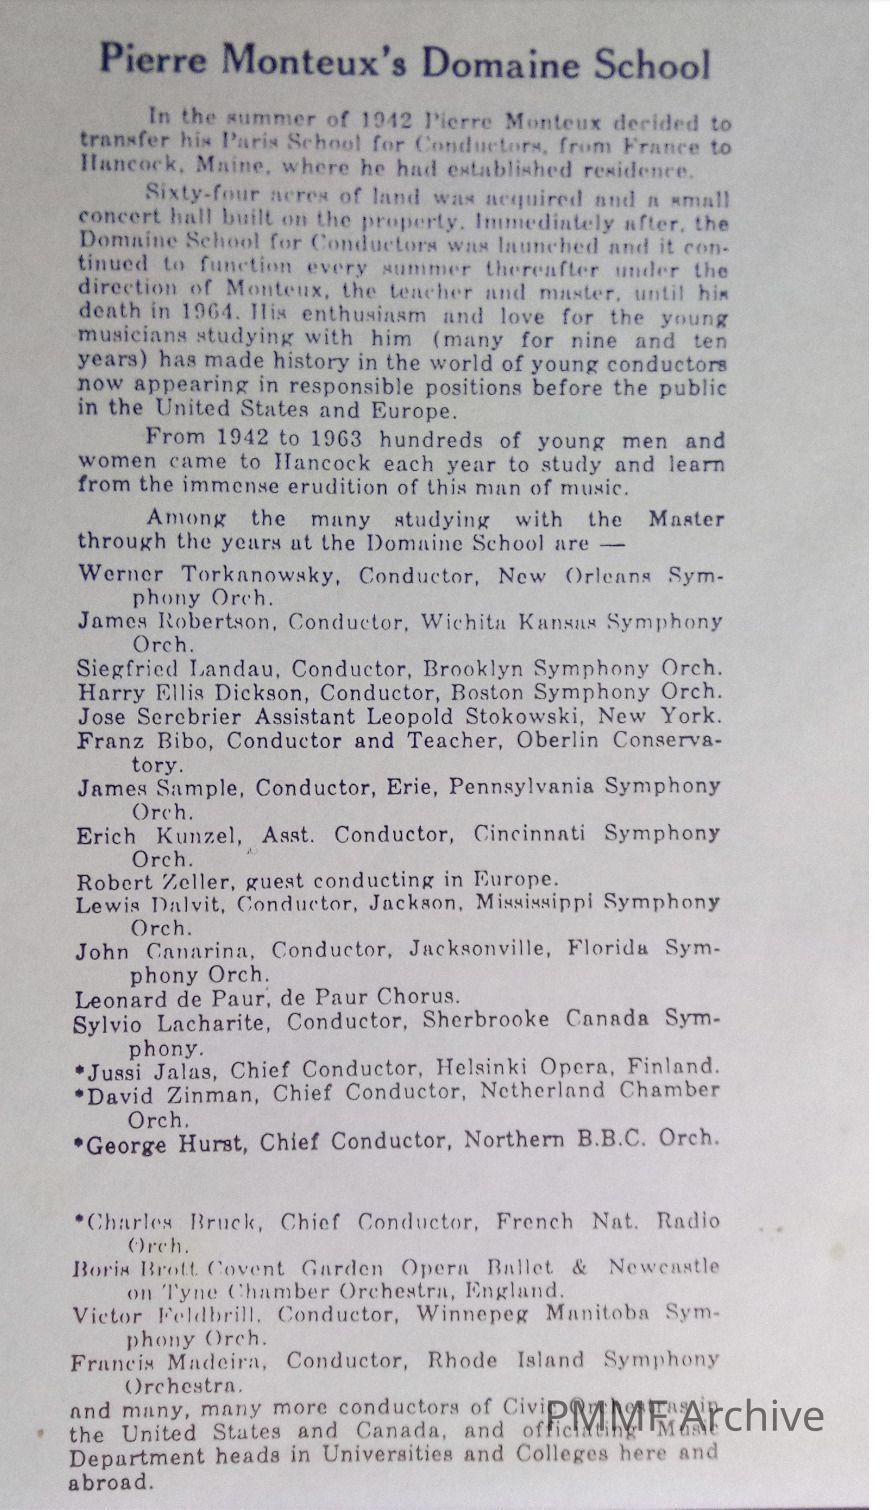 Pierre Monteux's Domaine School
In the summer of 1942 Pierre Monteux decided to
transfer his Paris School for Conductors, from France to
Hancock, Maine, where he had established residence.
Sixty-four acres of land was acquired and a small
concert hall built on the property. Immediately after, the
Domaine School for Conductors was launched and it con-
tinued to function every summer thereafter under the
direction of Monteux, the teacher and master, until his
death in 1964. His enthusiasm and love for the young
musicians studying with him (many for nine and ten
years) has made history in the world of young conductors
now appearing in responsible positions before the public
in the United States and Europe.
From 1942 to 1963 hundreds of young men and
women came to Hancock each year to study and learn
from the immense erudition of this man of music.
Among the many studying with the Master
through the years at the Domaine School are —
Werner Torkanowsky, Conductor, New Orleans Sym-
phony Orch.
James Robertson, Conductor, Wichita Kansas Symphony
Orch.
Siegfried Landau, Conductor, Brooklyn Symphony Orch.
Harry Ellis Dickson, Conductor, Boston Symphony Orch.
Jose Serebrier Assistant Leopold Stokowski, New York.
Franz Bibo, Conductor and Teacher, Oberlin Conserva-
tory.
James Sample, Conductor, Erie, Pennsylvania Symphony
Orch.
Erich Kunzel, Asst. Conductor, Cincinnati Symphony
Orch.
Robert Zeller, guest conducting in Europe.
Lewis Dalvit, Conductor, Jackson, Mississippi Symphony
Orch.
John Canarina, Conductor, Jacksonville, Florida Sym-
phony Orch.
Leonard de Paur, de Paur Chorus.
Sylvio Lacharite, Conductor, Sherbrooke Canada Sym-
phony.
*Jussi Jalas, Chief Conductor, Helsinki Opera, Finland.
*David Zinman, Chief Conductor, Netherland Chamber
Orch.
*George Hurst, Chief Conductor, Northern B.B.C. Orch.
*Charles Bruck, Chief Conductor, French Nat. Radio
Orch.
Boris Brott Covent Garden Opera Ballet & Newcastle
on Tyne Chamber Orchestra, England.
Victor Feldbrill, Conductor, Winnepeg Manitoba Sym-
phony Orch.
Francis Madeira, Conductor, Rhode Island Symphony
Orchestra.
and many, many more conductors of Civic Orchestras in
the United States and Canada, and officiating Music
Department heads in Universities and Colleges here and
abroad.
PMMF Archive